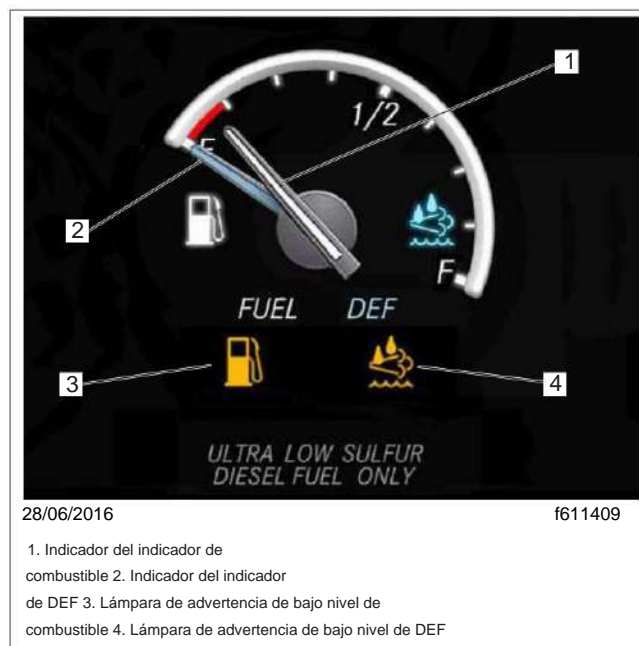 1
1/2
E
2
F
FUEL DEF
3
4
ULTRA LOW SULFUR
DIESEL FUEL ONLY
28/06/2016 f611409
1. Indicador del indicador de
combustible 2. Indicador del indicador
de DEF 3. Lámpara de advertencia de bajo nivel de
combustible 4. Lámpara de advertencia de bajo nivel de DEF